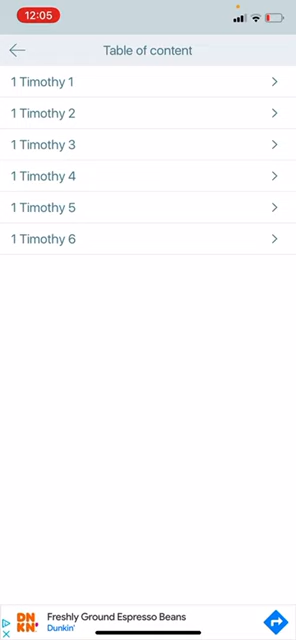 12:05
Table of content
1 Timothy 1
1 Timothy 2
1 Timothy 3
1 Timothy 4
1 Timothy 5
1 Timothy 6
DN
KN'
Freshly Ground Espresso Beans
Dunkin'